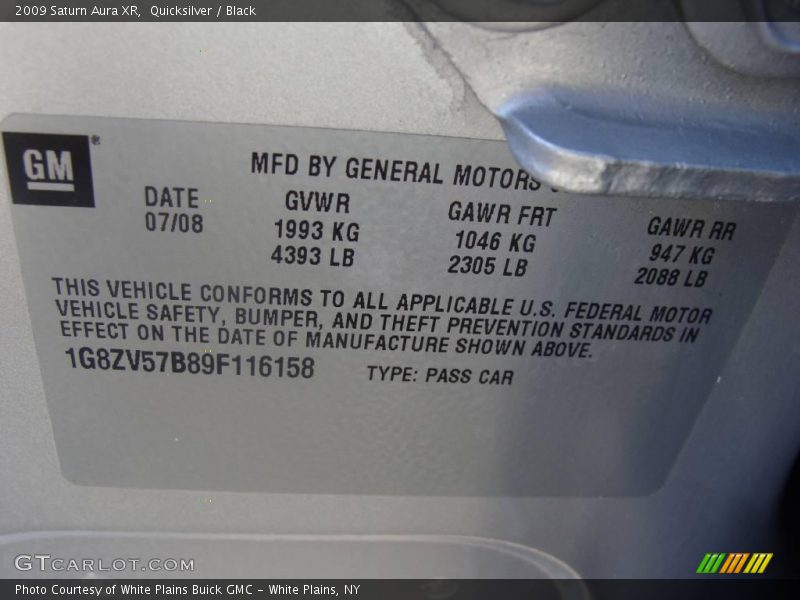 2009 Saturn Aura XR, Quicksilver / Black
GM®
MFD BY GENERAL MOTORS
DATE
07/08
GVWR
1993 KG
4393 LB
GAWR FRT
1046 KG
2305 LB
GAWR RR
947 KG
2088 LB
THIS VEHICLE CONFORMS TO ALL APPLICABLE U.S. FEDERAL MOTOR
VEHICLE SAFETY, BUMPER, AND THEFT PREVENTION STANDARDS IN
EFFECT ON THE DATE OF MANUFACTURE SHOWN ABOVE.
1G8ZV57B89F116158 TYPE: PASS CAR
GTCARLOT.COM
Photo Courtesy of White Plains Buick GMC - White Plains, NY